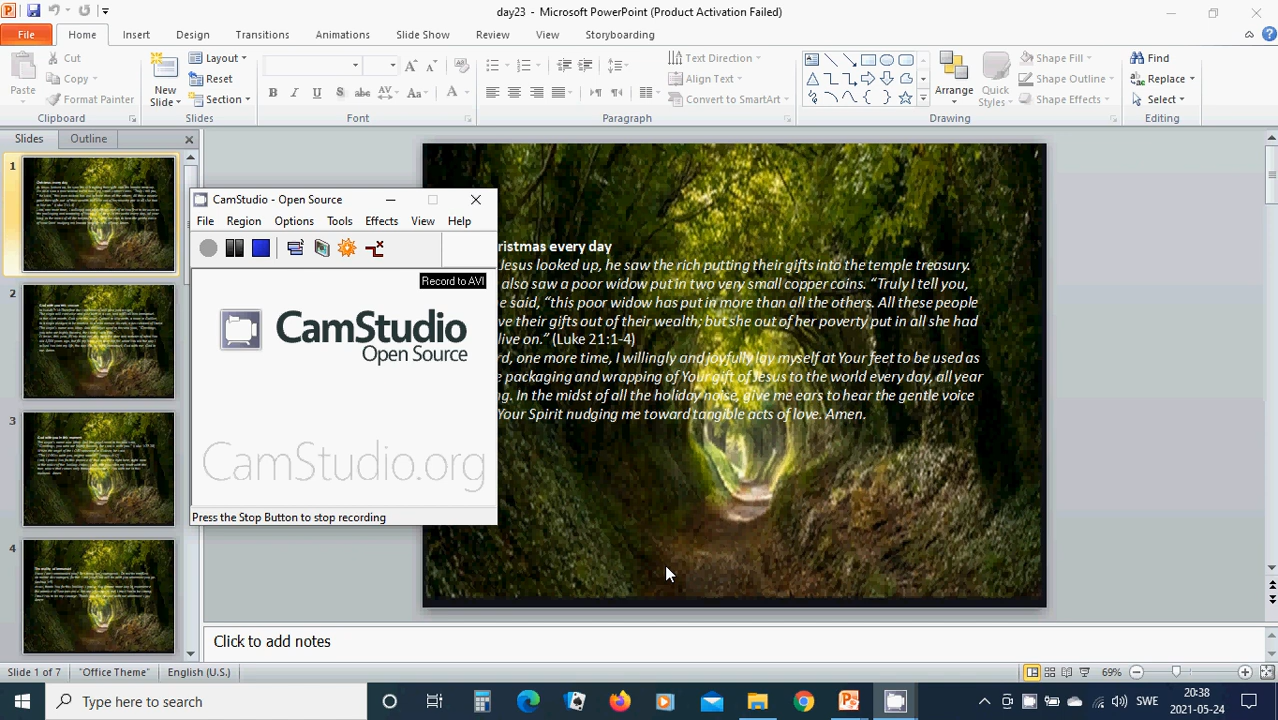 day23 - Microsoft PowerPoint (Product Activation Failed)
File Home Insert Design Transitions Animations Slide Show Review View Storyboarding
Paste
Cut
Copy
Format Painter
Clipboard
New
Slide
Layout
Reset
Section
Slides
Font
Paragraph
Text Direction
Align Text
Convert to SmartArt
Arrange
Quick
Styles
Shape Fill
Shape Outline
Shape Effects
Drawing
Find
Replace
Select
Editing
Slides Outline
1
2
3
4
CamStudio - Open Source
File Region Options Tools Effects View Help
Record to AVI
CamStudio
Open Source
CamStudio.org
Press the Stop Button to stop recording
ristmas every day
Jesus looked up, he saw the rich putting their gifts into the temple treasury.
also saw a poor widow put in two very small copper coins. “Truly I tell you,
e said, “this poor widow has put in more than all the others. All these people
gifts out of their wealth; but she out of her poverty put in all she had
e on.” (Luke 21:1-4)
rd, one more time, I willingly and joyfully lay myself at Your feet to be used as
e packaging and wrapping of Your gift of Jesus to the world every day, all year
g. In the midst of all the holiday noise, give me ears to hear the gentle voice
Your Spirit nudging me toward tangible acts of love. Amen.
Click to add notes
Slide 1 of 7 "Office Theme" English (U.S.) 69%
Type here to search
SWE
20:38
2021-05-24